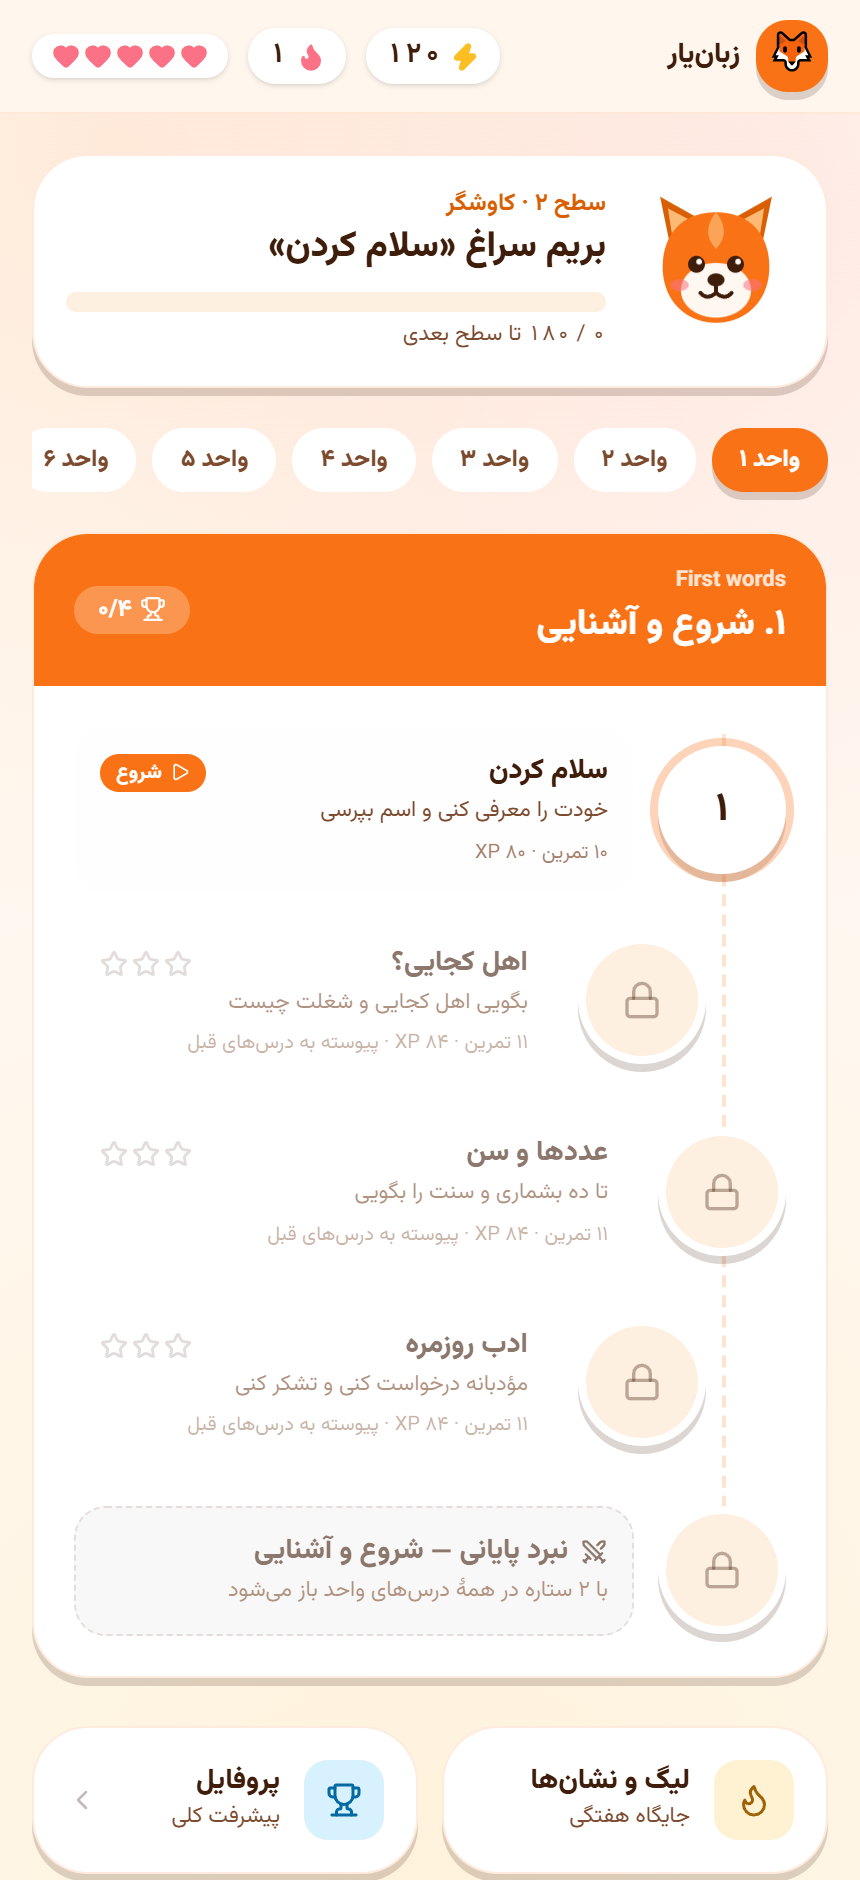 زبان‌یار
۱۲۰
۱
سطح ۲ · کاوشگر
بریم سراغ «سلام کردن»
۰ / ۱۸۰ تا سطح بعدی
واحد ۱
واحد ۲
واحد ۳
واحد ۴
واحد ۵
واحد ۶
First words
۱. شروع و آشنایی
۰/۴
۱
سلام کردن
شروع
خودت را معرفی کنی و اسم بپرسی
۱۰ تمرین · ۸۰ XP
اهل کجایی؟
بگویی اهل کجایی و شغلت چیست
۱۱ تمرین · ۸۴ XP · پیوسته به درس‌های قبل
عددها و سن
تا ده بشماری و سنت را بگویی
۱۱ تمرین · ۸۴ XP · پیوسته به درس‌های قبل
ادب روزمره
مؤدبانه درخواست کنی و تشکر کنی
۱۱ تمرین · ۸۴ XP · پیوسته به درس‌های قبل
نبرد پایانی — شروع و آشنایی
با ۲ ستاره در همهٔ درس‌های واحد باز می‌شود
لیگ و نشان‌ها
جایگاه هفتگی
پروفایل
پیشرفت کلی